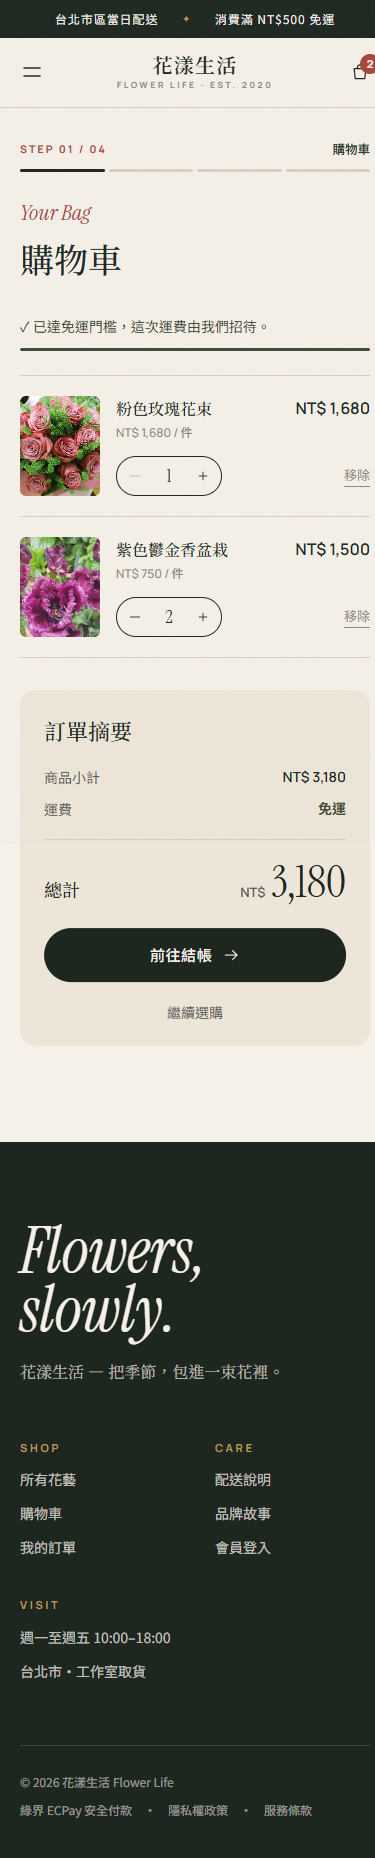 台北市區當日配送 ✦ 消費滿 NT$500 免運
花漾生活
FLOWER LIFE · EST. 2020
2
STEP 01 / 04
購物車
Your Bag
購物車
✓ 已達免運門檻，這次運費由我們招待。
粉色玫瑰花束
NT$ 1,680
NT$ 1,680 / 件
− 1 +
移除
紫色鬱金香盆栽
NT$ 1,500
NT$ 750 / 件
− 2 +
移除
訂單摘要
商品小計 NT$ 3,180
運費 免運
總計 NT$ 3,180
前往結帳 →
繼續選購
Flowers,
slowly.
花漾生活 — 把季節，包進一束花裡。
SHOP
所有花藝
購物車
我的訂單
CARE
配送說明
品牌故事
會員登入
VISIT
週一至週五 10:00–18:00
台北市・工作室取貨
© 2026 花漾生活 Flower Life
綠界 ECPay 安全付款 • 隱私權政策 • 服務條款